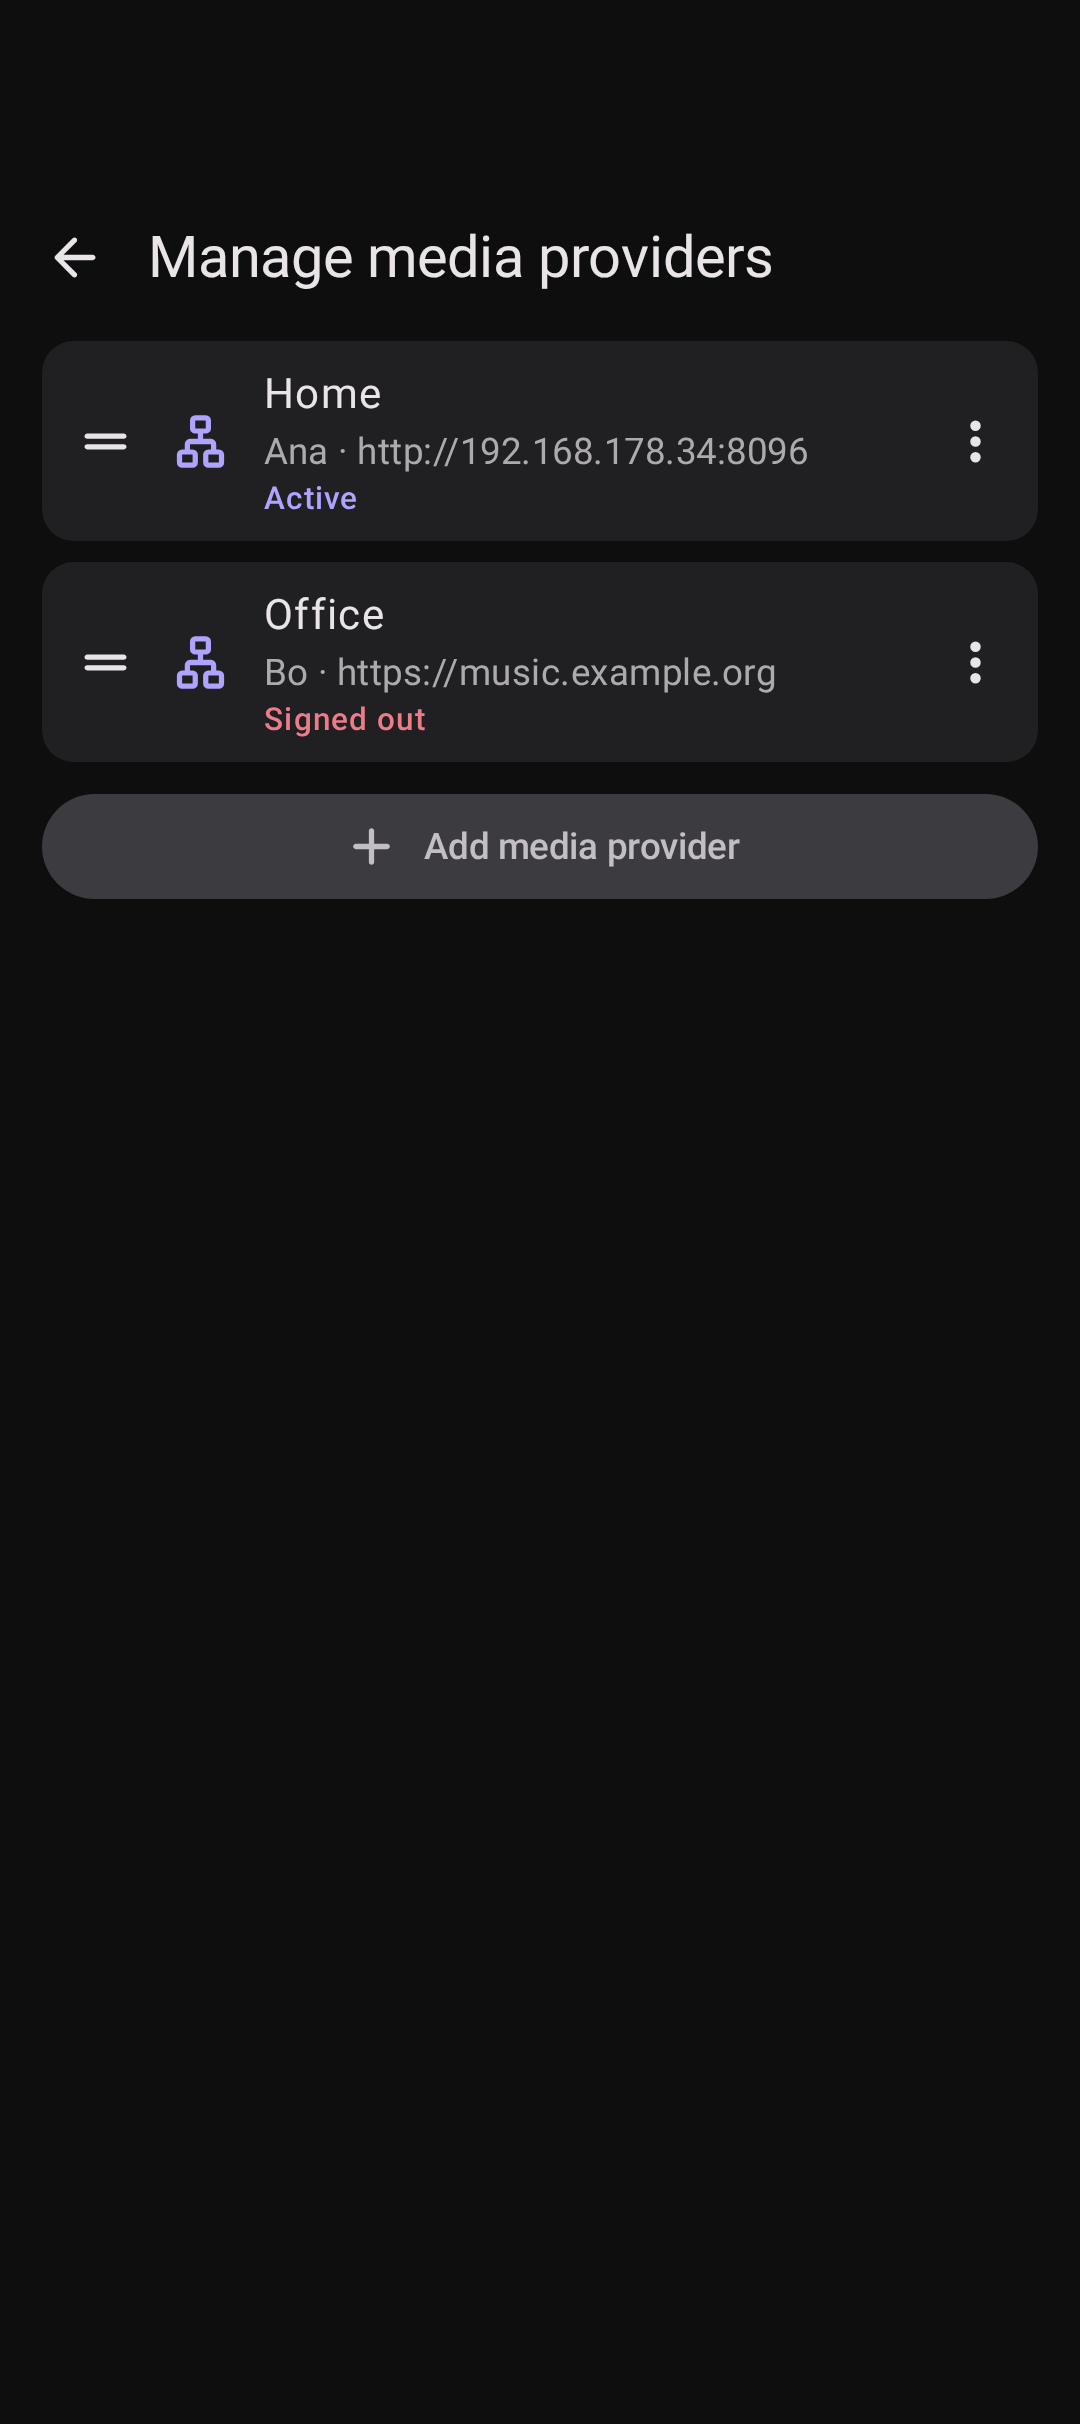 Manage media providers
Home
Ana · http://192.168.178.34:8096
Active
Office
Bo · https://music.example.org
Signed out
Add media provider